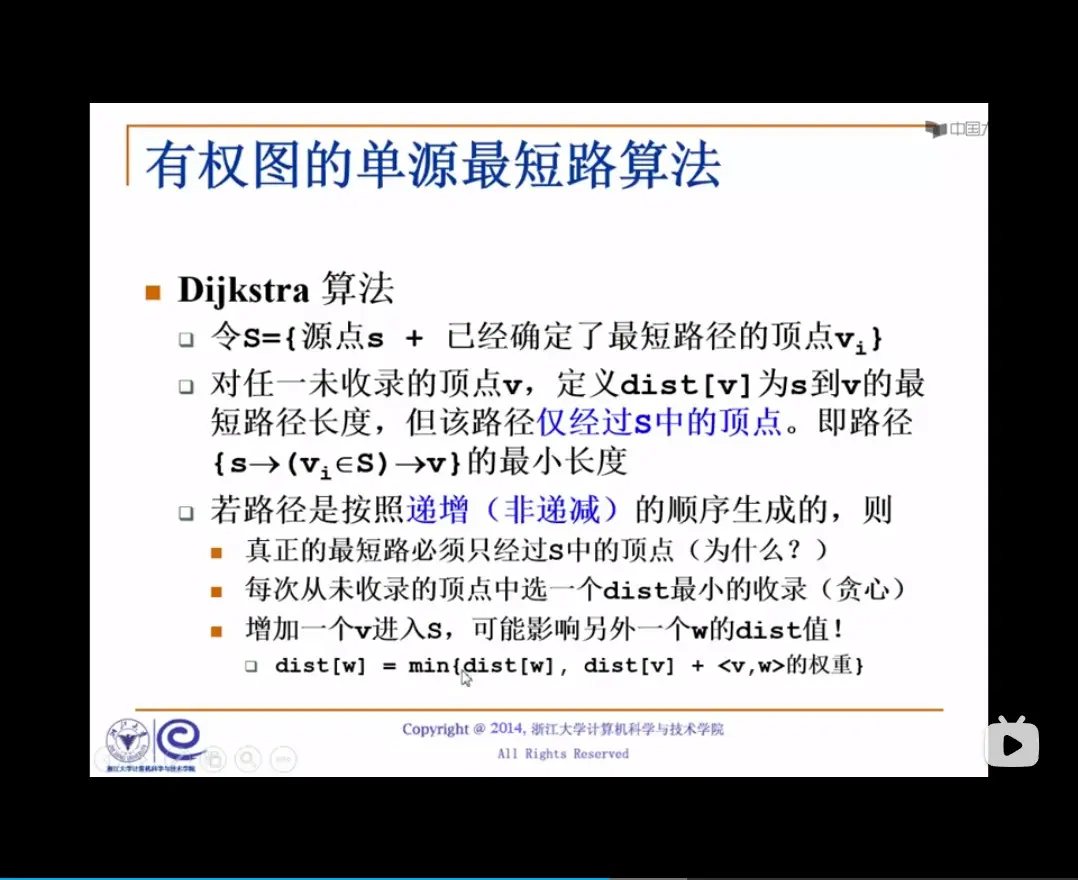 中国
有权图的单源最短路算法
Dijkstra 算法
令S={源点s + 已经确定了最短路径的顶点vi}
对任一未收录的顶点v，定义dist[v]为s到v的最
短路径长度，但该路径仅经过S中的顶点。即路径
{s→(vi∈S)→v}的最小长度
若路径是按照递增（非递减）的顺序生成的，则
真正的最短路必须只经过S中的顶点（为什么？）
每次从未收录的顶点中选一个dist最小的收录（贪心）
增加一个v进入S，可能影响另外一个w的dist值！
dist[w] = min{dist[w], dist[v] + <v,w>的权重}
Copyright @ 2014, 浙江大学计算机科学与技术学院
All Rights Reserved
浙江大学计算机科学与技术学院